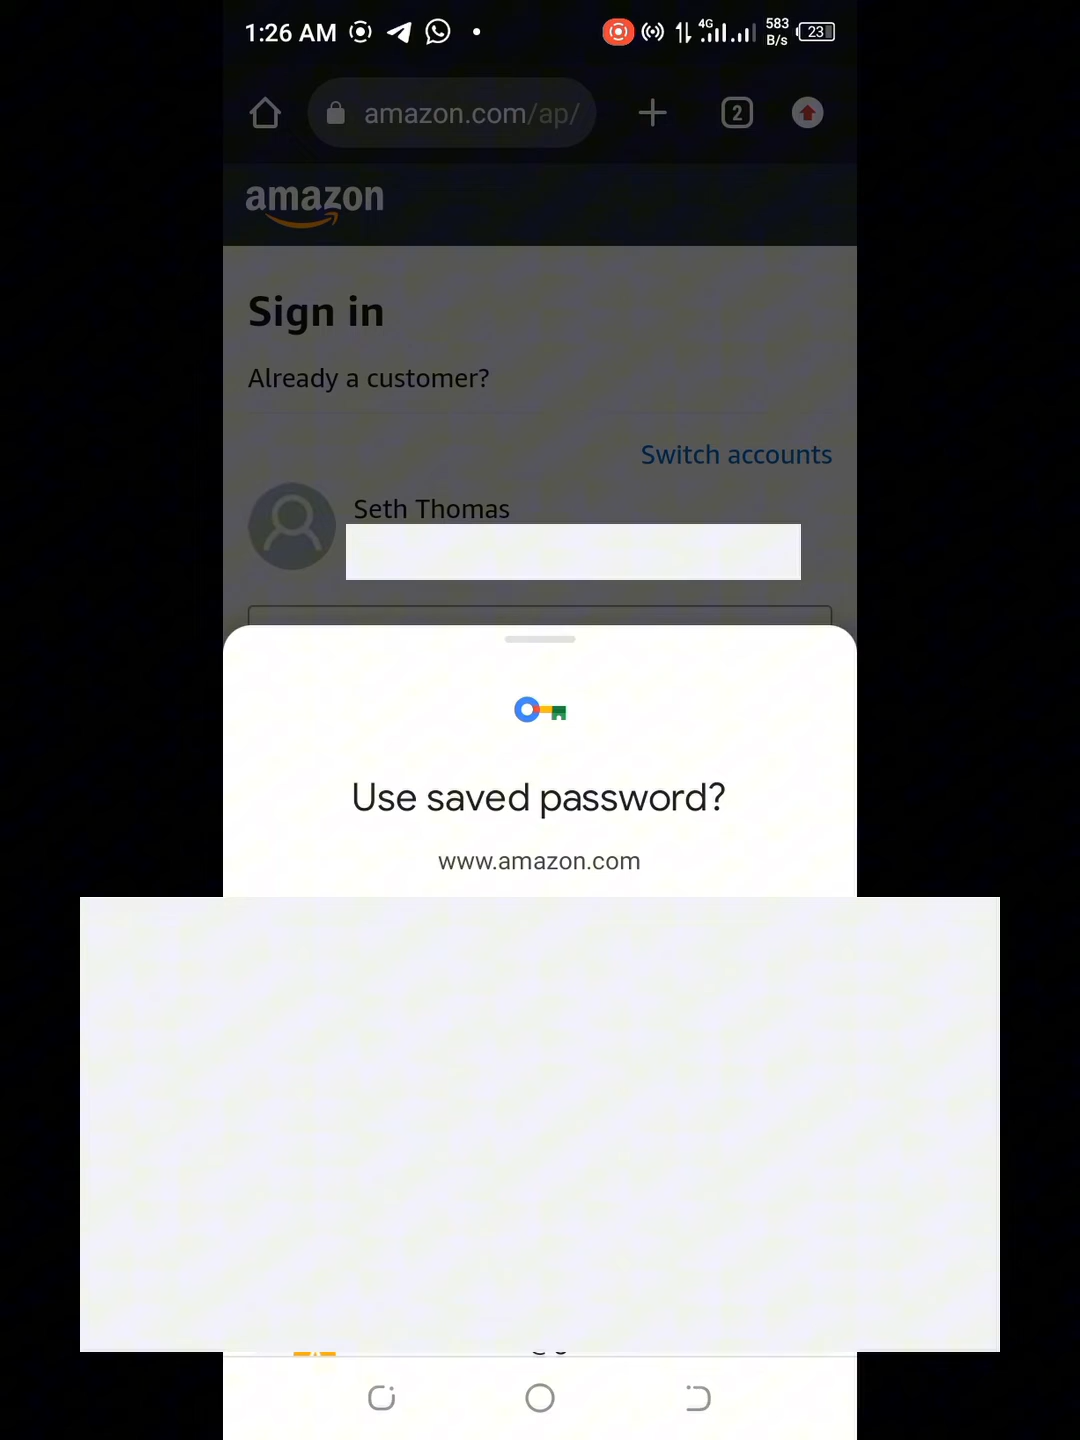 1:26 AM
4G
583
B/s
23
amazon.com/ap/
2
amazon
Sign in
Already a customer?
Switch accounts
Seth Thomas
Use saved password?
www.amazon.com